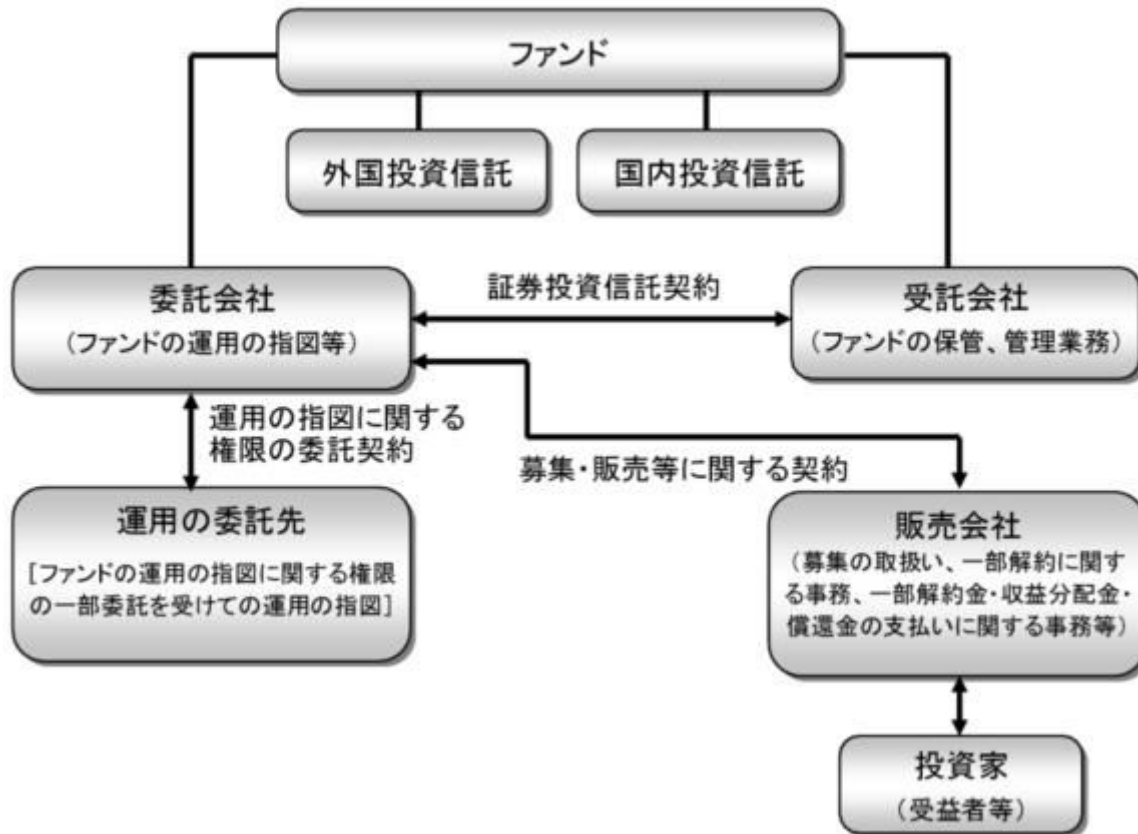 ファンド
外国投資信託
国内投資信託
委託会社
(ファンドの運用の指図等)
証券投資信託契約
受託会社
(ファンドの保管、管理業務)
運用の指図に関する
権限の委託契約
募集・販売等に関する契約
運用の委託先
[ファンドの運用の指図に関する権限
の一部委託を受けての運用の指図]
販売会社
(募集の取扱い、一部解約に関す
る事務、一部解約金・収益分配金・
償還金の支払いに関する事務等)
投資家
(受益者等)